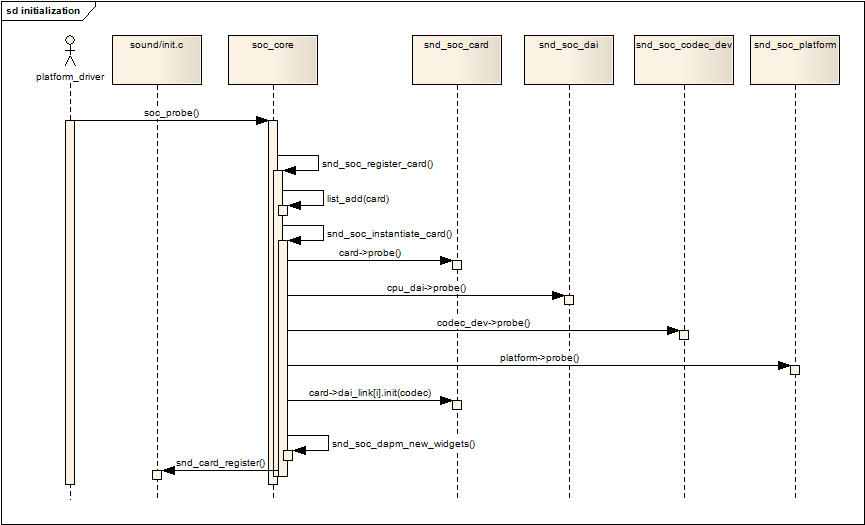 sd initialization
platform_driver
sound/init.c
soc_core
snd_soc_card
snd_soc_dai
snd_soc_codec_dev
snd_soc_platform
soc_probe()
snd_soc_register_card()
list_add(card)
snd_soc_instantiate_card()
card->probe()
cpu_dai->probe()
codec_dev->probe()
platform->probe()
card->dai_link[i].init(codec)
snd_soc_dapm_new_widgets()
snd_card_register()